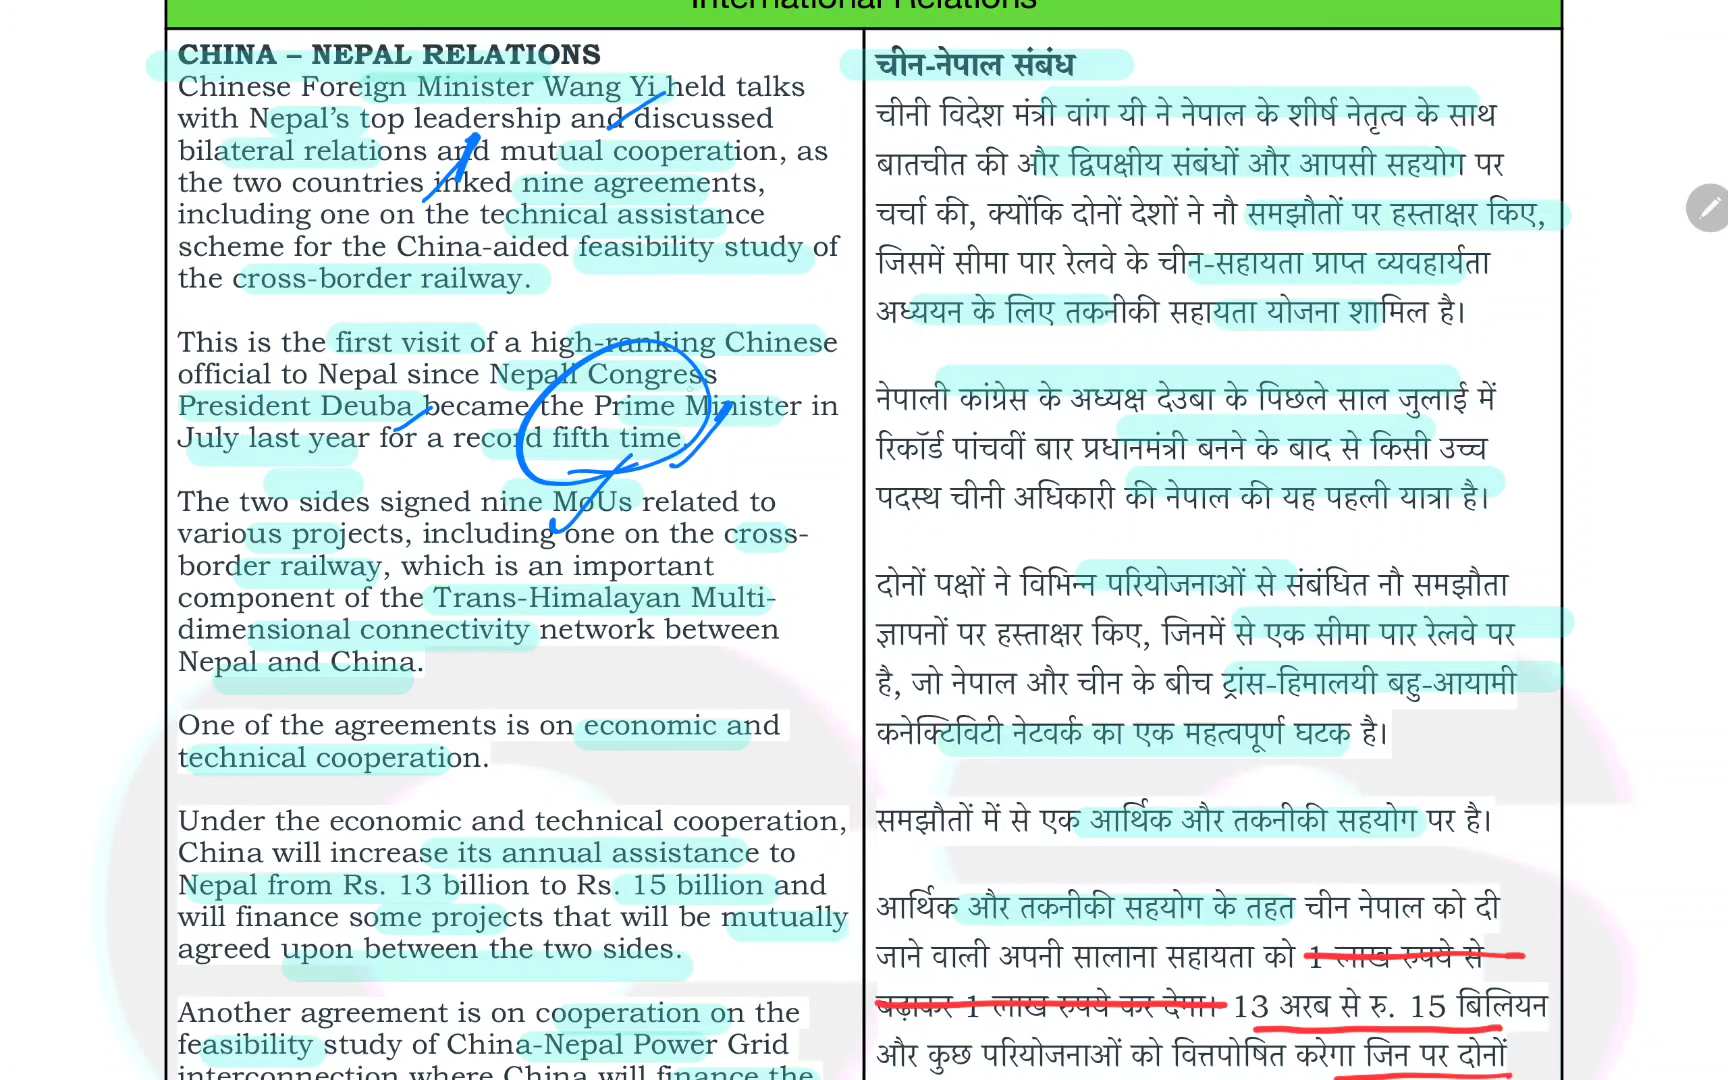 International Relations
CHINA – NEPAL RELATIONS
Chinese Foreign Minister Wang Yi held talks
with Nepal's top leadership and discussed
bilateral relations and mutual cooperation, as
the two countries inked nine agreements,
including one on the technical assistance
scheme for the China-aided feasibility study of
the cross-border railway.
This is the first visit of a high-ranking Chinese
official to Nepal since Nepali Congress
President Deuba became the Prime Minister in
July last year for a record fifth time.
The two sides signed nine MoUs related to
various projects, including one on the cross-
border railway, which is an important
component of the Trans-Himalayan Multi-
dimensional connectivity network between
Nepal and China.
One of the agreements is on economic and
technical cooperation.
Under the economic and technical cooperation,
China will increase its annual assistance to
Nepal from Rs. 13 billion to Rs. 15 billion and
will finance some projects that will be mutually
agreed upon between the two sides.
Another agreement is on cooperation on the
feasibility study of China-Nepal Power Grid
interconnection where China will finance the
चीन-नेपाल संबंध
चीनी विदेश मंत्री वांग यी ने नेपाल के शीर्ष नेतृत्व के साथ
बातचीत की और द्विपक्षीय संबंधों और आपसी सहयोग पर
चर्चा की, क्योंकि दोनों देशों ने नौ समझौतों पर हस्ताक्षर किए,
जिसमें सीमा पार रेलवे के चीन-सहायता प्राप्त व्यवहार्यता
अध्ययन के लिए तकनीकी सहायता योजना शामिल है।
नेपाली कांग्रेस के अध्यक्ष देउबा के पिछले साल जुलाई में
रिकॉर्ड पांचवीं बार प्रधानमंत्री बनने के बाद से किसी उच्च
पदस्थ चीनी अधिकारी की नेपाल की यह पहली यात्रा है।
दोनों पक्षों ने विभिन्न परियोजनाओं से संबंधित नौ समझौता
ज्ञापनों पर हस्ताक्षर किए, जिनमें से एक सीमा पार रेलवे पर
है, जो नेपाल और चीन के बीच ट्रांस-हिमालयी बहु-आयामी
कनेक्टिविटी नेटवर्क का एक महत्वपूर्ण घटक है।
समझौतों में से एक आर्थिक और तकनीकी सहयोग पर है।
आर्थिक और तकनीकी सहयोग के तहत चीन नेपाल को दी
जाने वाली अपनी सालाना सहायता को 1 लाख रुपये से
बढ़ाकर 1 लाख रुपये कर देगा। 13 अरब से रु. 15 बिलियन
और कुछ परियोजनाओं को वित्तपोषित करेगा जिन पर दोनों